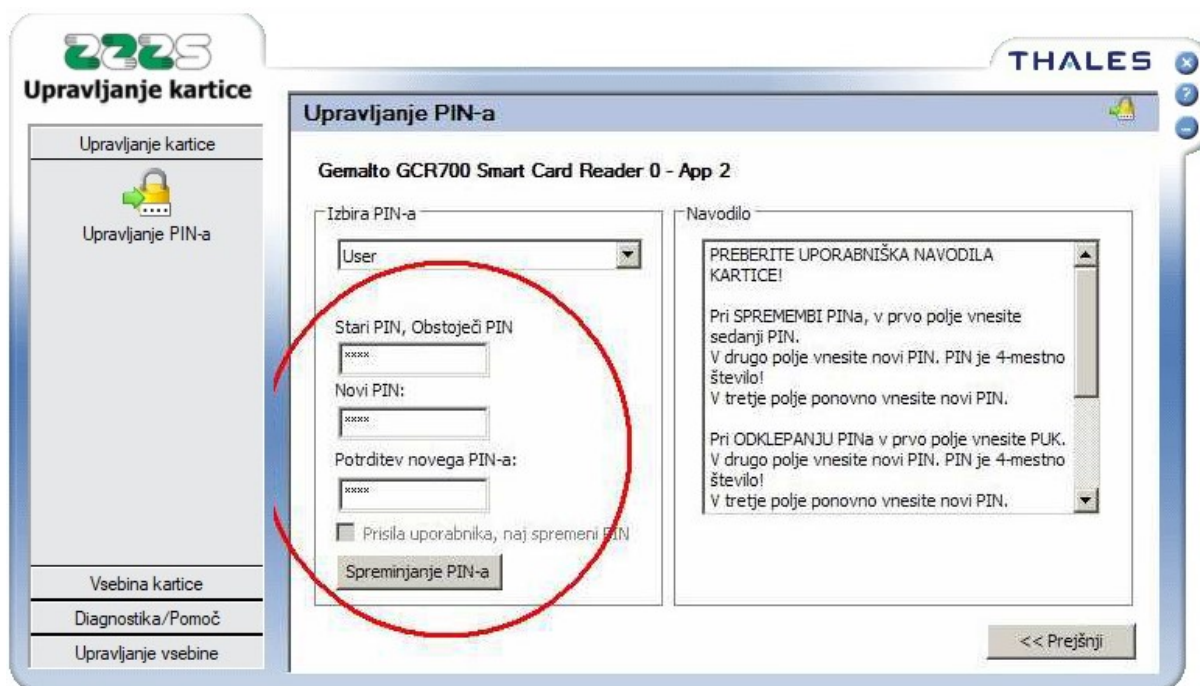 ZZZS
Upravljanje kartice
THALES
Upravljanje kartice
Upravljanje PIN-a
Vsebina kartice
Diagnostika/Pomoč
Upravljanje vsebine
Upravljanje PIN-a
Gemalto GCR700 Smart Card Reader 0 - App 2
Izbira PIN-a
User
Stari PIN, Obstoječi PIN
××××
Novi PIN:
××××
Potrditev novega PIN-a:
××××
Prisila uporabnika, naj spremeni PIN
Spreminjanje PIN-a
Navodilo
PREBERITE UPORABNIŠKA NAVODILA
KARTICE!
Pri SPREMEMBI PINa, v prvo polje vnesite
sedanji PIN.
V drugo polje vnesite novi PIN. PIN je 4-mestno
število!
V tretje polje ponovno vnesite novi PIN.
Pri ODKLEPANJU PINa v prvo polje vnesite PUK.
V drugo polje vnesite novi PIN. PIN je 4-mestno
število!
V tretje polje ponovno vnesite novi PIN.
<< Prejšnji